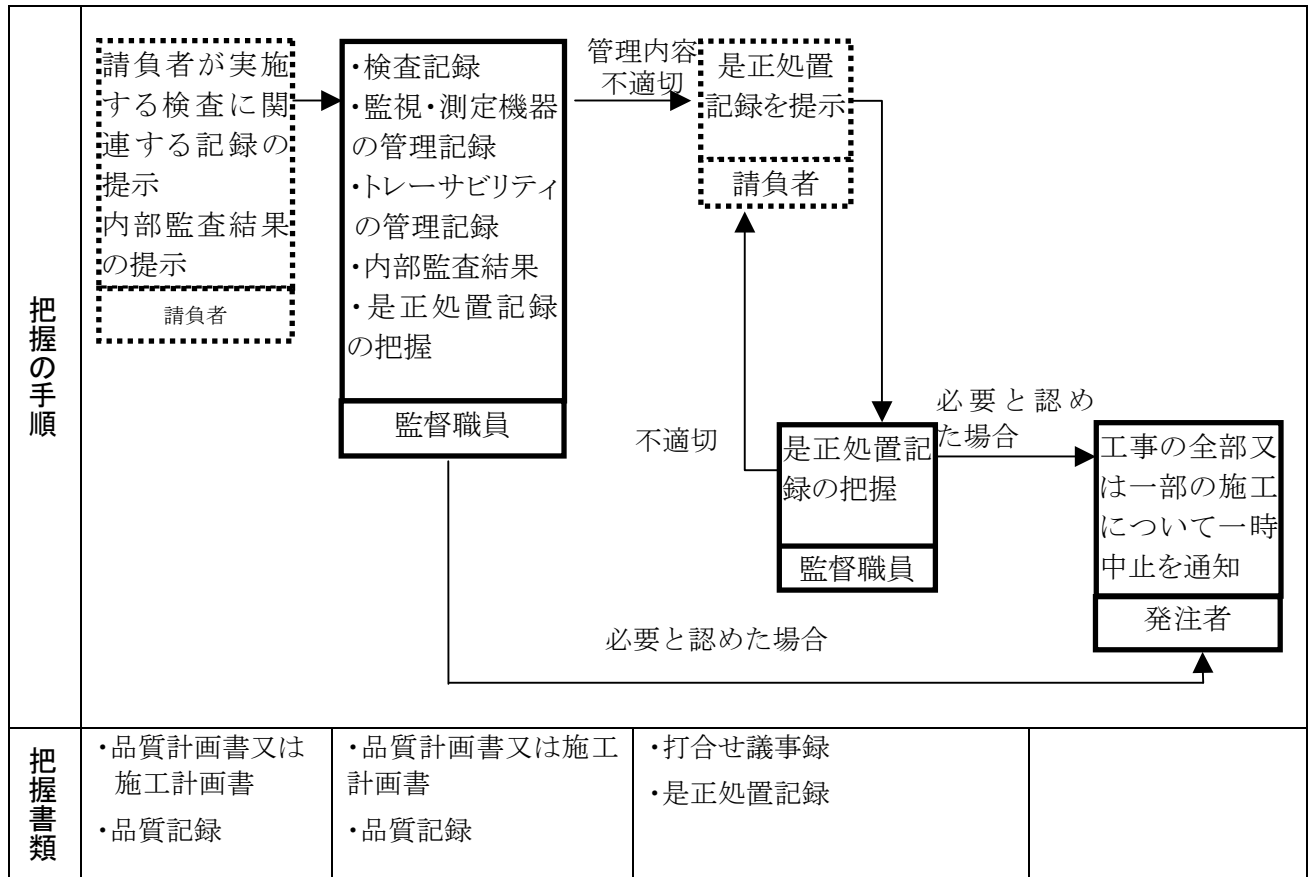 把握の手順
請負者が実施
する検査に関
連する記録の
提示
内部監査結果
の提示
請負者
・検査記録
・監視・測定機器
の管理記録
・トレーサビリティ
の管理記録
・内部監査結果
・是正処置記録
の把握
監督職員
管理内容
不適切
是正処置
記録を提示
請負者
不適切
是正処置記
録の把握
監督職員
必要と認め
た場合
工事の全部又
は一部の施工
について一時
中止を通知
発注者
必要と認めた場合
把握書類
・品質計画書又は
施工計画書
・品質記録
・品質計画書又は施工
計画書
・品質記録
・打合せ議事録
・是正処置記録